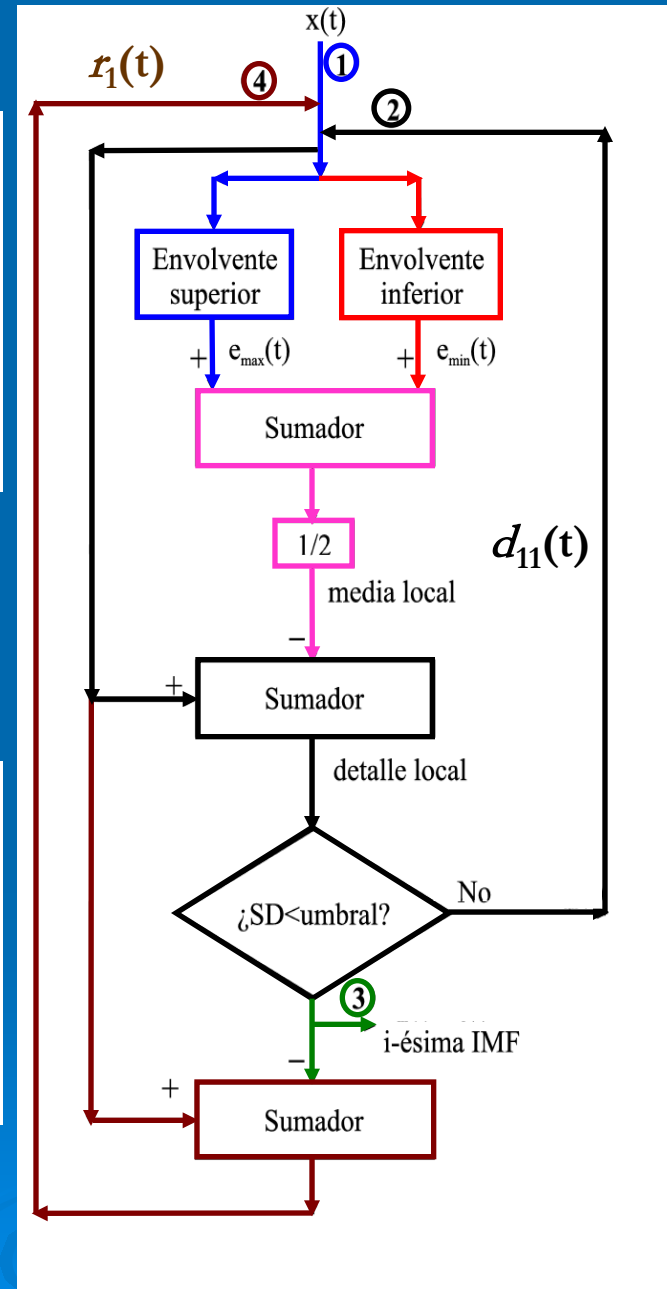 x(t)
r₁(t)
4
1
2
Envolvente
superior
Envolvente
inferior
+ eₘₐₓ(t)
+ eₘᵢₙ(t)
Sumador
1/2
d₁₁(t)
media local
−
+
Sumador
detalle local
¿SD<umbral?
No
3
i-ésima IMF
−
+
Sumador